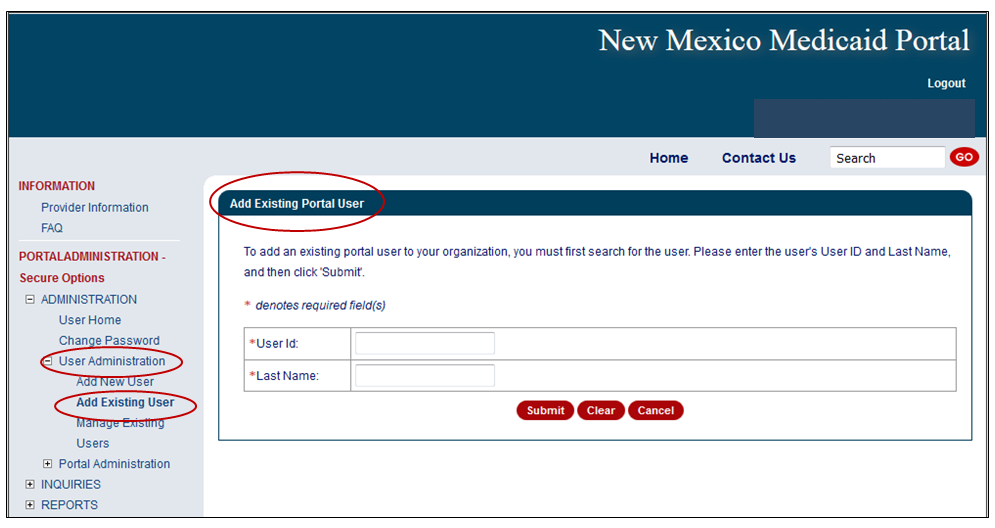 New Mexico Medicaid Portal
Logout
Home
Contact Us
Search
GO
INFORMATION
Provider Information
FAQ
PORTALADMINISTRATION -
Secure Options
ADMINISTRATION
User Home
Change Password
User Administration
Add New User
Add Existing User
Manage Existing
Users
Portal Administration
INQUIRIES
REPORTS
Add Existing Portal User
To add an existing portal user to your organization, you must first search for the user. Please enter the user's User ID and Last Name,
and then click 'Submit'.
* denotes required field(s)
*User Id:
*Last Name:
Submit Clear Cancel